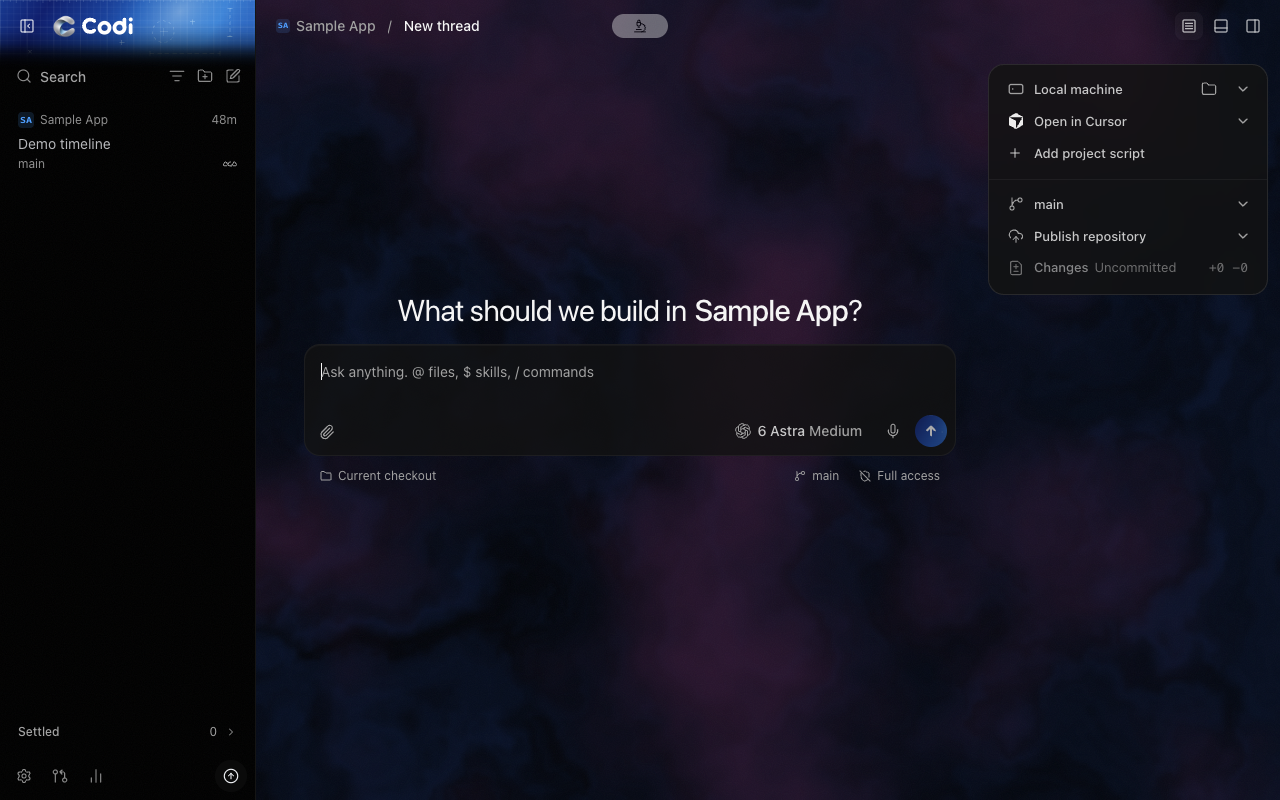 Codi
SA Sample App / New thread
Search
SA Sample App 48m
Demo timeline
main
Local machine
Open in Cursor
Add project script
main
Publish repository
Changes Uncommitted +0 −0
What should we build in Sample App?
Ask anything. @ files, $ skills, / commands
6 Astra Medium
Current checkout main Full access
Settled 0